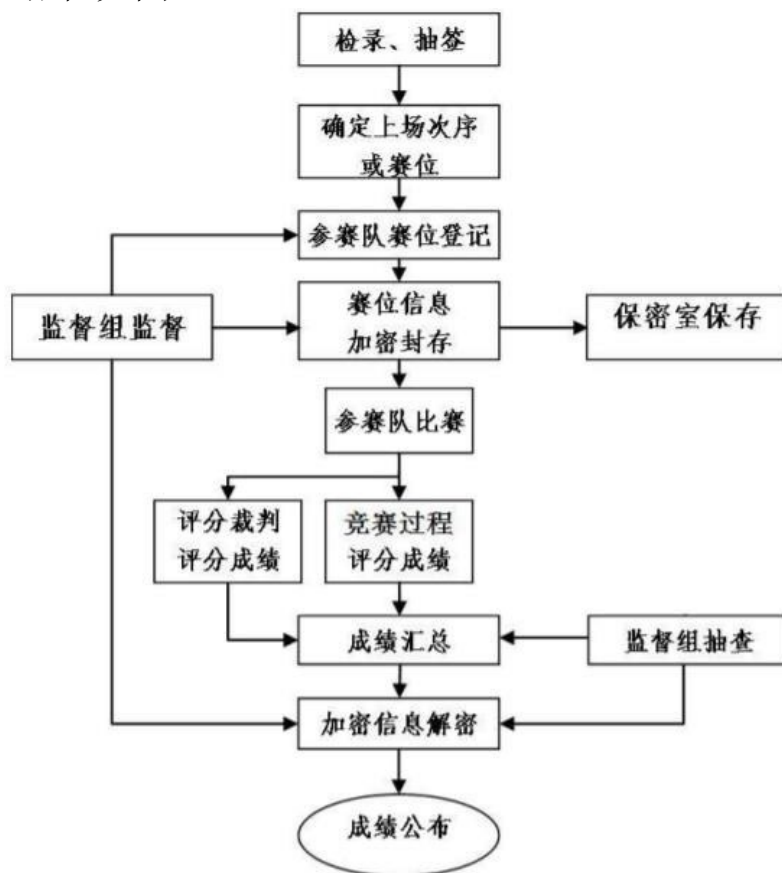 检录、抽签
确定上场次序
或赛位
参赛队赛位登记
监督组监督
赛位信息
加密封存
保密室保存
参赛队比赛
评分裁判
评分成绩
竞赛过程
评分成绩
成绩汇总
监督组抽查
加密信息解密
成绩公布